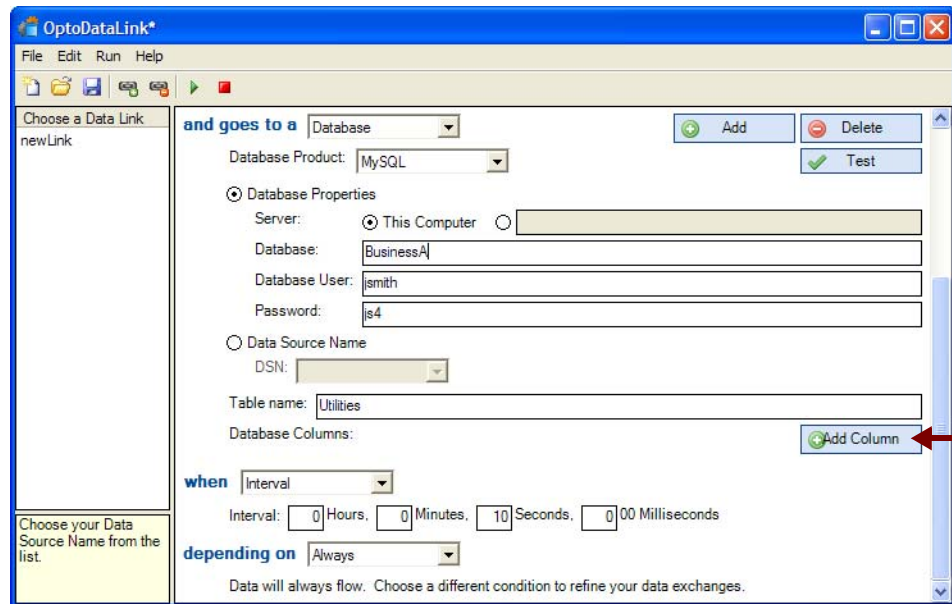 OptoDataLink*
File Edit Run Help
Choose a Data Link
newLink
and goes to a Database
Add
Delete
Database Product: MySQL
Test
Database Properties
Server: This Computer
Database: BusinessA
Database User: jsmith
Password: js4
Data Source Name
DSN:
Table name: Utilities
Database Columns:
Add Column
when Interval
Interval: 0 Hours, 0 Minutes, 10 Seconds, 0 00 Milliseconds
depending on Always
Data will always flow. Choose a different condition to refine your data exchanges.
Choose your Data
Source Name from the
list.